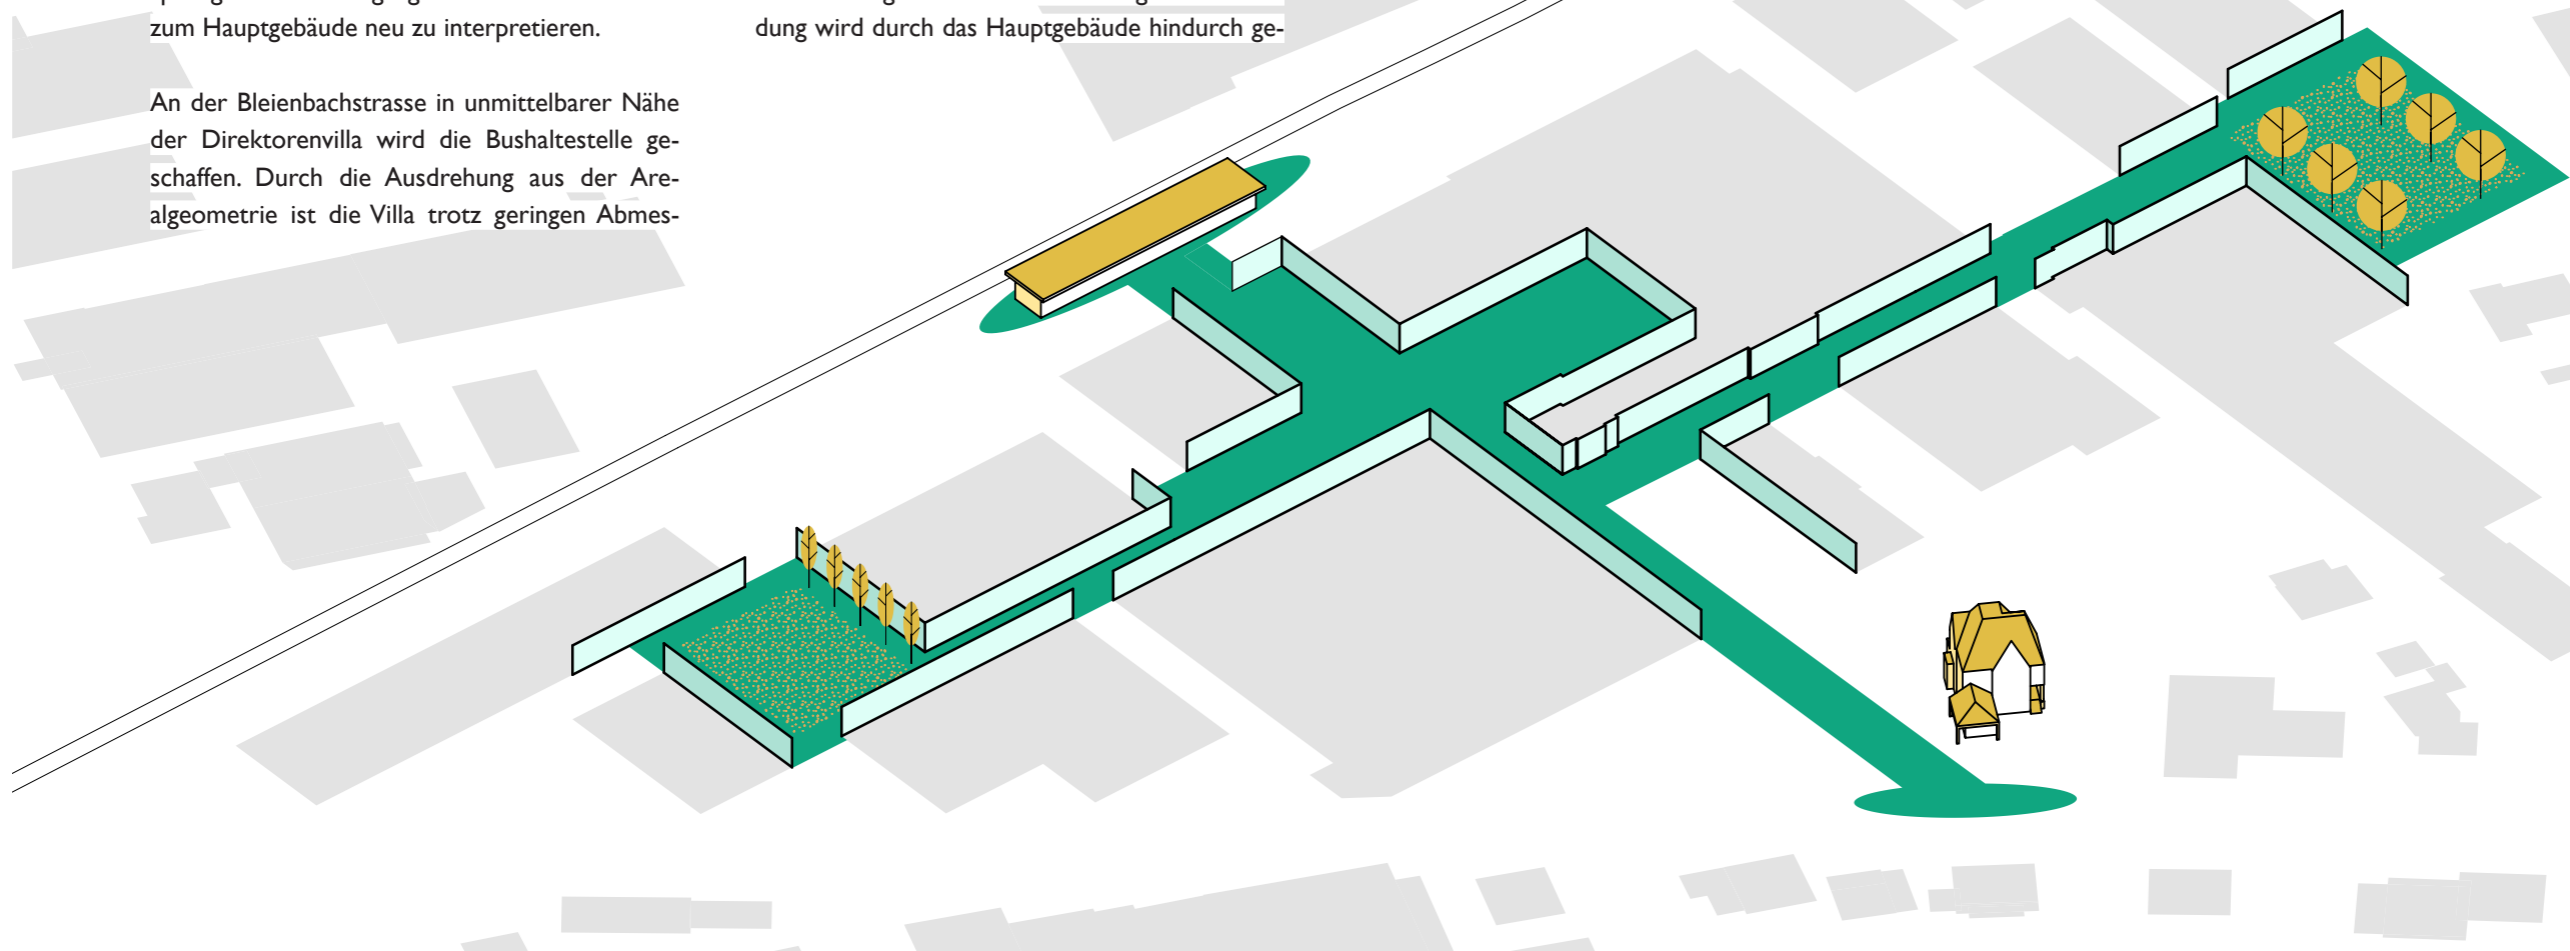 zum Hauptgebäude neu zu interpretieren.
An der Bleienbachstrasse in unmittelbarer Nähe
der Direktorenvilla wird die Bushaltestelle ge-
schaffen. Durch die Ausdrehung aus der Are-
algeometrie ist die Villa trotz geringen Abmes-
dung wird durch das Hauptgebäude hindurch ge-